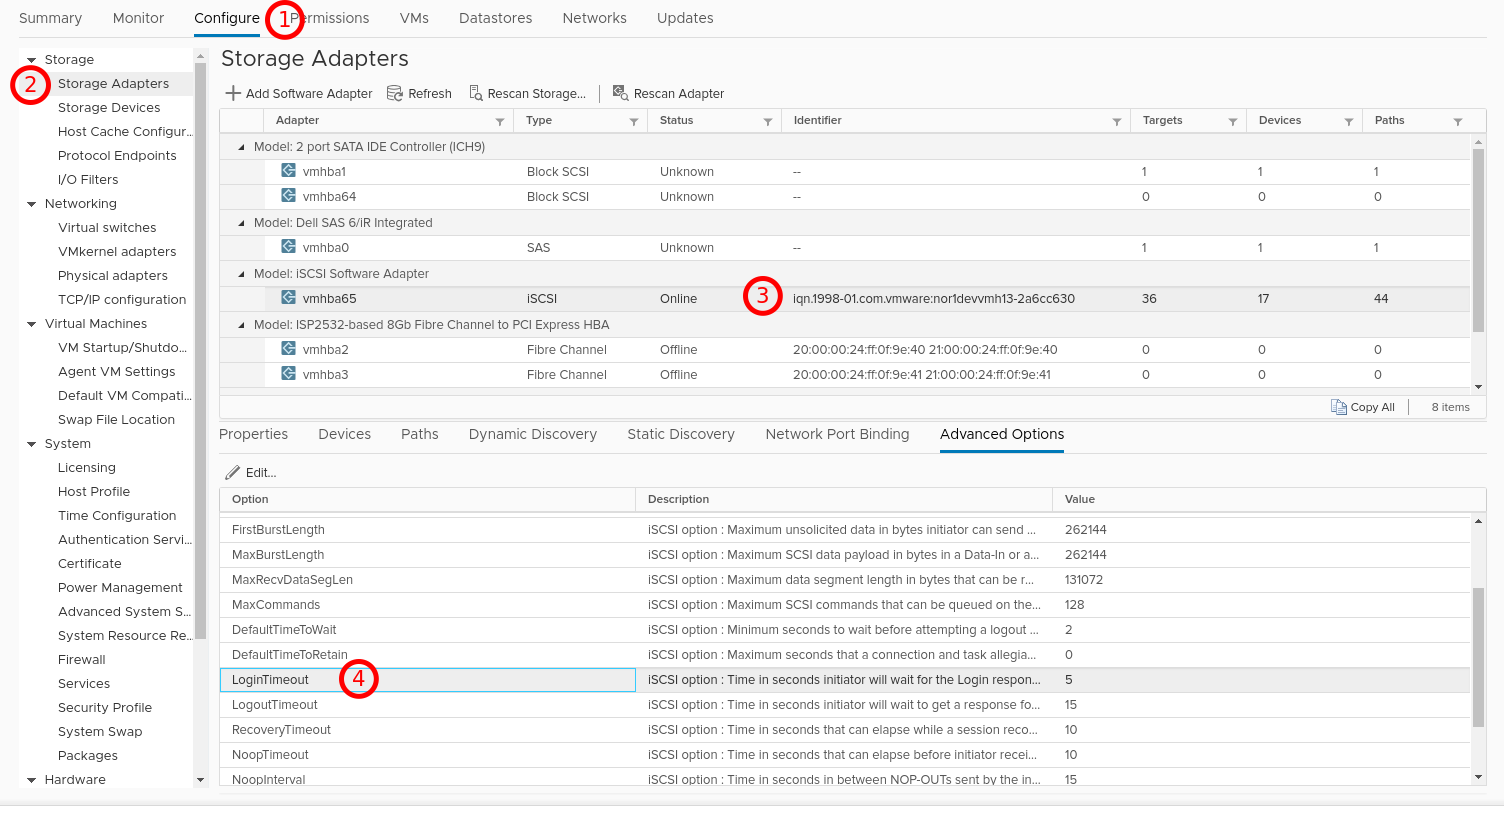 Summary Monitor Configure 1 Permissions VMs Datastores Networks Updates
Storage
2 Storage Adapters
Storage Devices
Host Cache Configur...
Protocol Endpoints
I/O Filters
Networking
Virtual switches
VMkernel adapters
Physical adapters
TCP/IP configuration
Virtual Machines
VM Startup/Shutdo...
Agent VM Settings
Default VM Compati...
Swap File Location
System
Licensing
Host Profile
Time Configuration
Authentication Servi...
Certificate
Power Management
Advanced System S...
System Resource Re...
Firewall
Services
Security Profile
System Swap
Packages
Hardware
Storage Adapters
Add Software Adapter Refresh Rescan Storage... Rescan Adapter
Adapter Type Status Identifier Targets Devices Paths
Model: 2 port SATA IDE Controller (ICH9)
vmhba1 Block SCSI Unknown -- 1 1 1
vmhba64 Block SCSI Unknown -- 0 0 0
Model: Dell SAS 6/iR Integrated
vmhba0 SAS Unknown -- 1 1 1
Model: iSCSI Software Adapter
vmhba65 iSCSI Online 3 iqn.1998-01.com.vmware:nor1devvmh13-2a6cc630 36 17 44
Model: ISP2532-based 8Gb Fibre Channel to PCI Express HBA
vmhba2 Fibre Channel Offline 20:00:00:24:ff:0f:9e:40 21:00:00:24:ff:0f:9e:40 0 0 0
vmhba3 Fibre Channel Offline 20:00:00:24:ff:0f:9e:41 21:00:00:24:ff:0f:9e:41 0 0 0
Copy All 8 items
Properties Devices Paths Dynamic Discovery Static Discovery Network Port Binding Advanced Options
Edit...
Option Description Value
FirstBurstLength iSCSI option : Maximum unsolicited data in bytes initiator can send ... 262144
MaxBurstLength iSCSI option : Maximum SCSI data payload in bytes in a Data-In or a... 262144
MaxRecvDataSegLen iSCSI option : Maximum data segment length in bytes that can be r... 131072
MaxCommands iSCSI option : Maximum SCSI commands that can be queued on the... 128
DefaultTimeToWait iSCSI option : Minimum seconds to wait before attempting a logout ... 2
DefaultTimeToRetain iSCSI option : Maximum seconds that a connection and task allegia... 0
LoginTimeout 4 iSCSI option : Time in seconds initiator will wait for the Login respon... 5
LogoutTimeout iSCSI option : Time in seconds initiator will wait to get a response fo... 15
RecoveryTimeout iSCSI option : Time in seconds that can elapse while a session reco... 10
NoopTimeout iSCSI option : Time in seconds that can elapse before initiator recei... 10
NoopInterval iSCSI option : Time in seconds in between NOP-OUTs sent by the in... 15